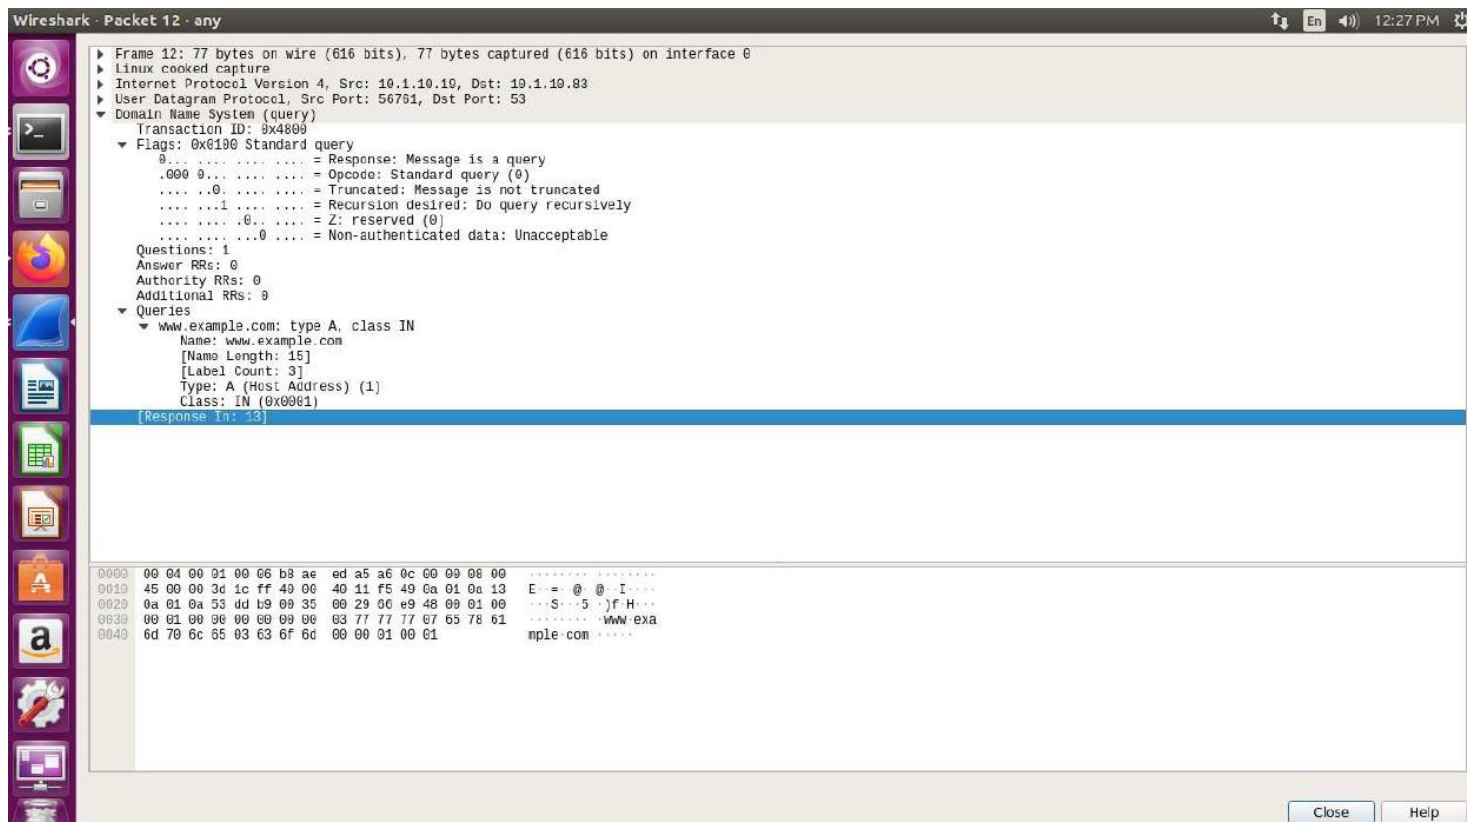 Wireshark · Packet 12 · any
En 12:27 PM
Frame 12: 77 bytes on wire (616 bits), 77 bytes captured (616 bits) on interface 0
Linux cooked capture
Internet Protocol Version 4, Src: 10.1.10.19, Dst: 10.1.10.83
User Datagram Protocol, Src Port: 56761, Dst Port: 53
Domain Name System (query)
Transaction ID: 0x4800
Flags: 0x0100 Standard query
0... .... .... .... = Response: Message is a query
.000 0... .... .... = Opcode: Standard query (0)
.... ..0. .... .... = Truncated: Message is not truncated
.... ...1 .... .... = Recursion desired: Do query recursively
.... .... .0.. .... = Z: reserved (0)
.... .... ...0 .... = Non-authenticated data: Unacceptable
Questions: 1
Answer RRs: 0
Authority RRs: 0
Additional RRs: 0
Queries
www.example.com: type A, class IN
Name: www.example.com
[Name Length: 15]
[Label Count: 3]
Type: A (Host Address) (1)
Class: IN (0x0001)
[Response In: 13]
0000 00 04 00 01 00 06 b8 ae ed a5 a6 0c 00 00 08 00 ········ ········
0010 45 00 00 3d 1c ff 40 00 40 11 f5 49 0a 01 0a 13 E··=··@· @··I····
0020 0a 01 0a 53 dd b9 00 35 00 29 66 e9 48 00 01 00 ···S···5 ·)f·H···
0030 00 01 00 00 00 00 00 00 03 77 77 77 07 65 78 61 ········ ·www·exa
0040 6d 70 6c 65 03 63 6f 6d 00 00 01 00 01 mple·com ·····
Close Help